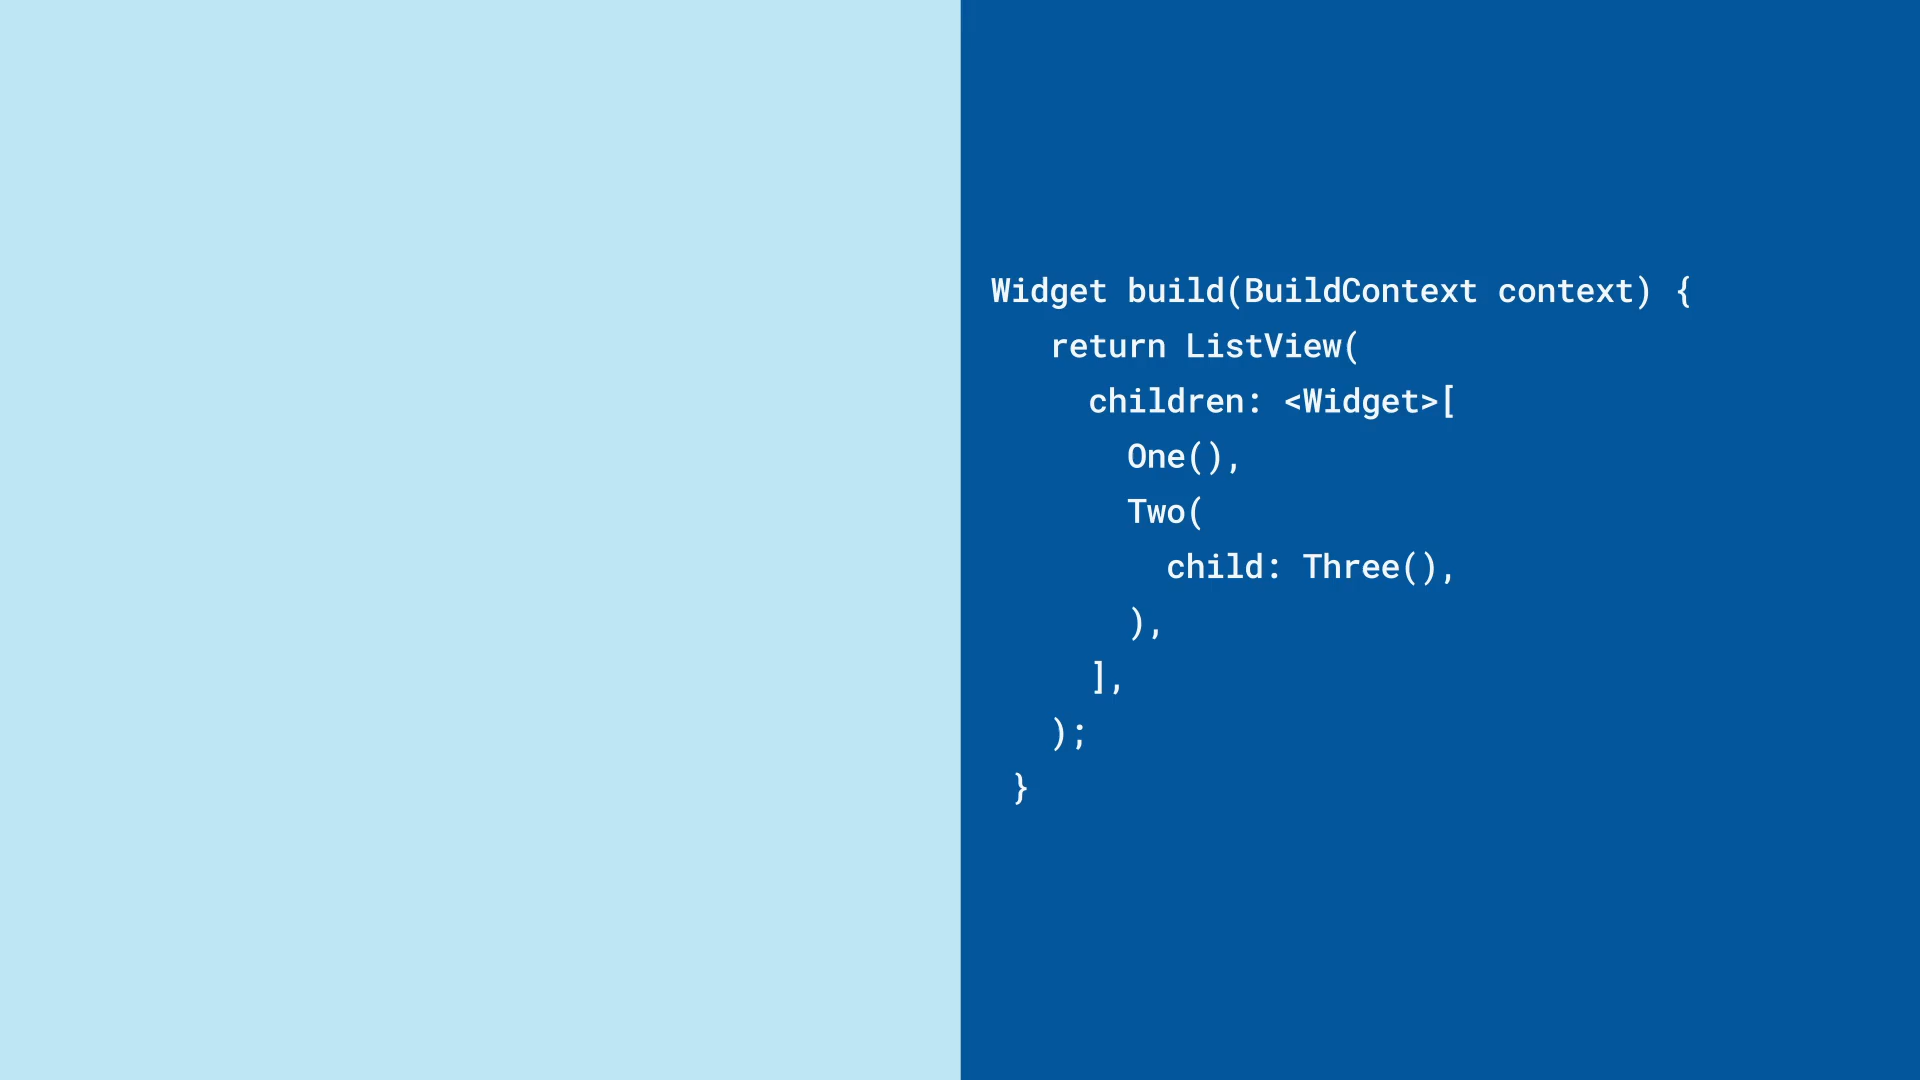 Widget build(BuildContext context) {
   return ListView(
     children: <Widget>[
       One(),
       Two(
         child: Three(),
       ),
     ],
   );
 }